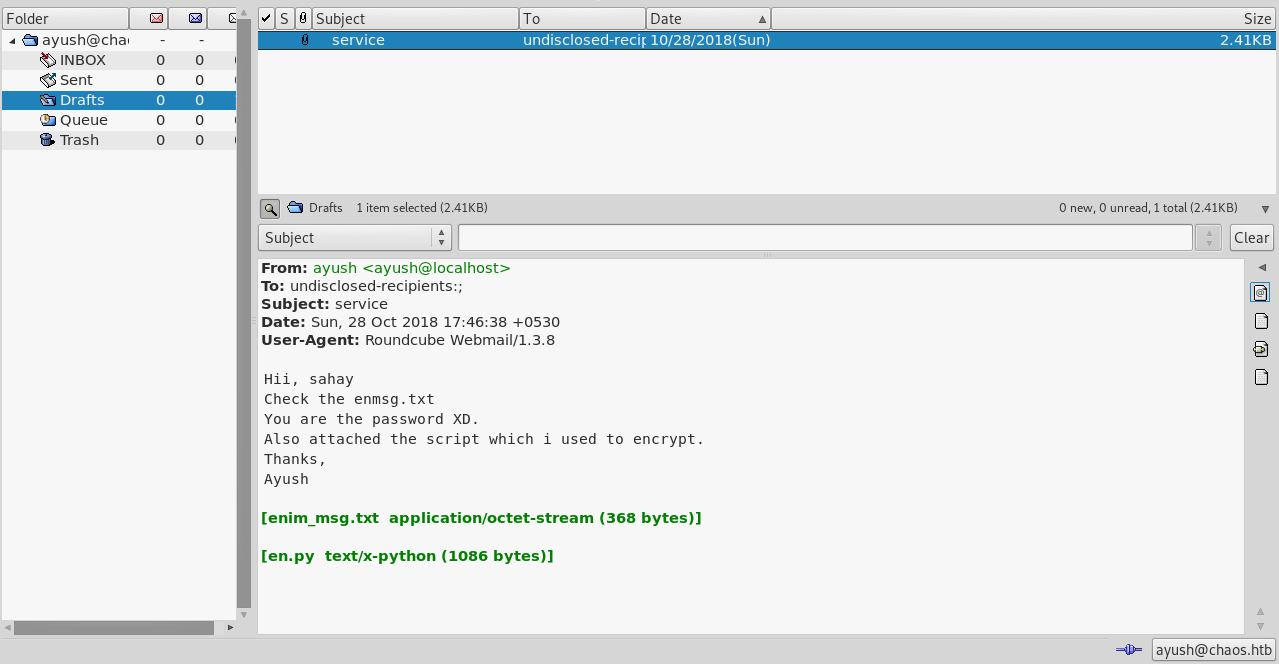 Folder
S Subject To Date Size
ayush@chao - -
INBOX 0 0
Sent 0 0
Drafts 0 0
Queue 0 0
Trash 0 0
service undisclosed-recip 10/28/2018(Sun) 2.41KB
Drafts 1 item selected (2.41KB) 0 new, 0 unread, 1 total (2.41KB)
Subject Clear
From: ayush <ayush@localhost>
To: undisclosed-recipients:;
Subject: service
Date: Sun, 28 Oct 2018 17:46:38 +0530
User-Agent: Roundcube Webmail/1.3.8
Hii, sahay
Check the enmsg.txt
You are the password XD.
Also attached the script which i used to encrypt.
Thanks,
Ayush
[enim_msg.txt application/octet-stream (368 bytes)]
[en.py text/x-python (1086 bytes)]
ayush@chaos.htb